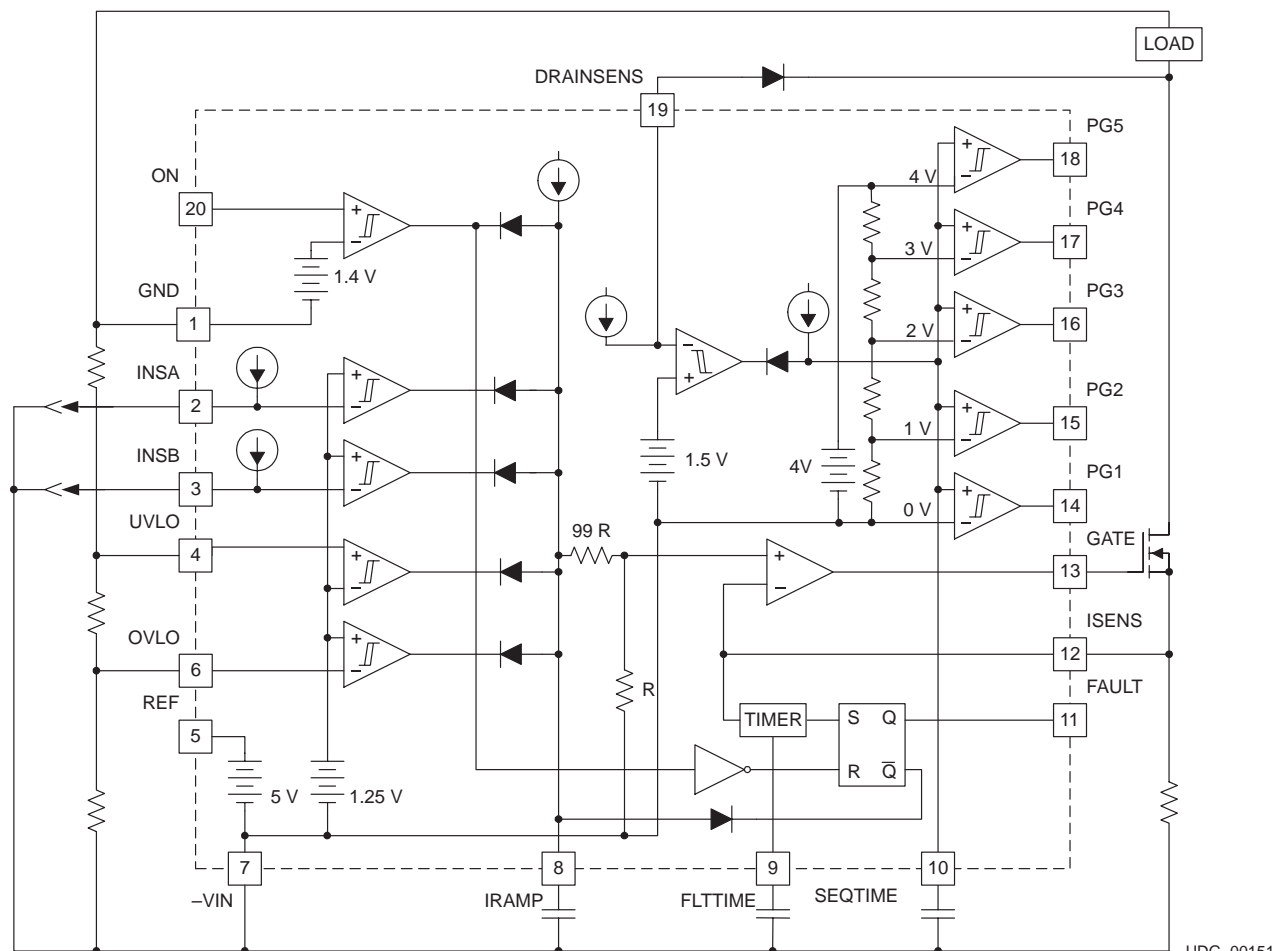 LOAD
DRAINSENS
19
PG5
18
ON
20
4 V
PG4
17
3 V
1.4 V
GND
1
PG3
16
2 V
INSA
2
PG2
15
1 V
INSB
3
1.5 V
4V
PG1
14
0 V
UVLO
4
99 R
GATE
13
OVLO
6
ISENS
12
R
REF
5
FAULT
11
TIMER
S Q
R Q̅
5 V
1.25 V
7
8
9
10
–VIN
IRAMP
FLTTIME
SEQTIME